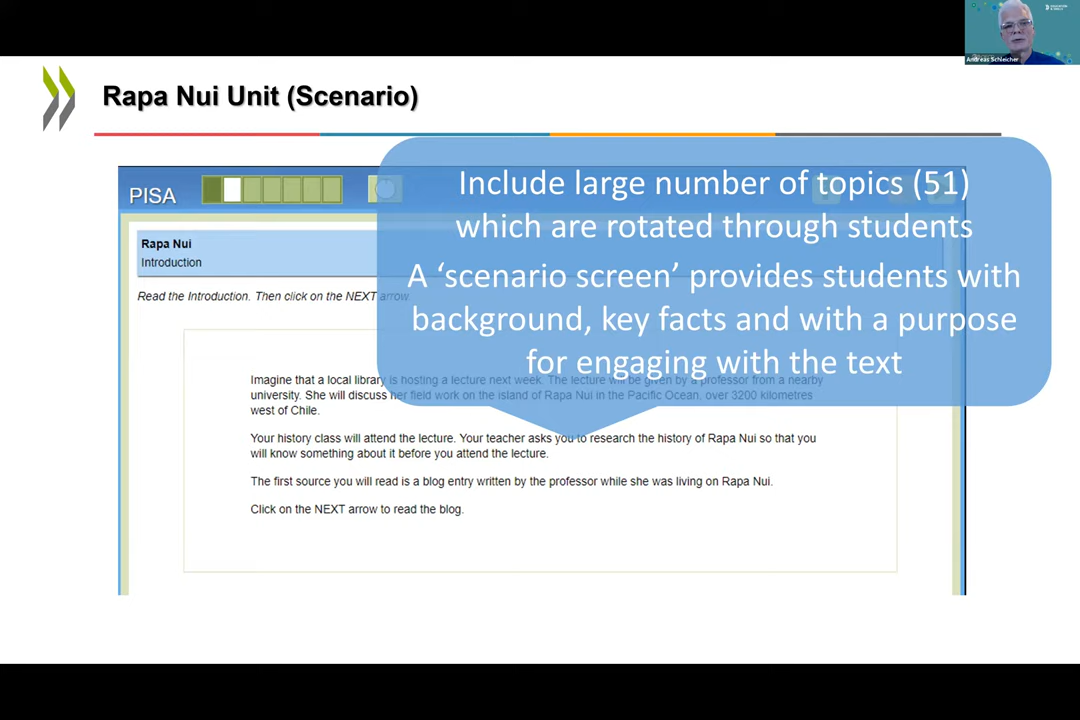 Andreas Schleicher
Rapa Nui Unit (Scenario)
PISA
Include large number of topics (51)
which are rotated through students
A ‘scenario screen’ provides students with
background, key facts and with a purpose
for engaging with the text
Rapa Nui
Introduction
Read the Introduction. Then click on the NEXT arrow.
Imagine that a local library is hosting a lecture next week. The lecture will be given by a professor from a nearby
university. She will discuss her field work on the island of Rapa Nui in the Pacific Ocean, over 3200 kilometres
west of Chile.
Your history class will attend the lecture. Your teacher asks you to research the history of Rapa Nui so that you
will know something about it before you attend the lecture.
The first source you will read is a blog entry written by the professor while she was living on Rapa Nui.
Click on the NEXT arrow to read the blog.